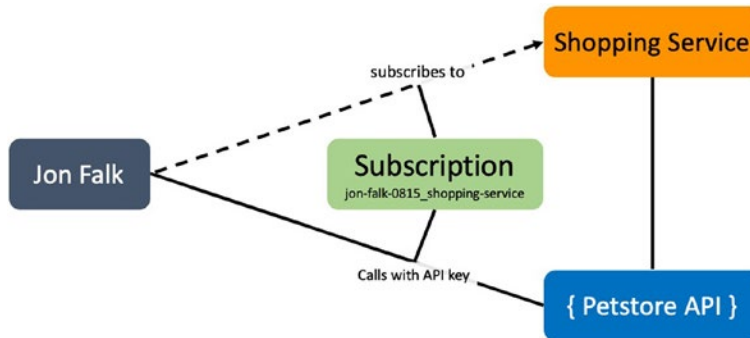 Shopping Service
subscribes to
Jon Falk
Subscription
jon-falk-0815_shopping-service
Calls with API key
{ Petstore API }